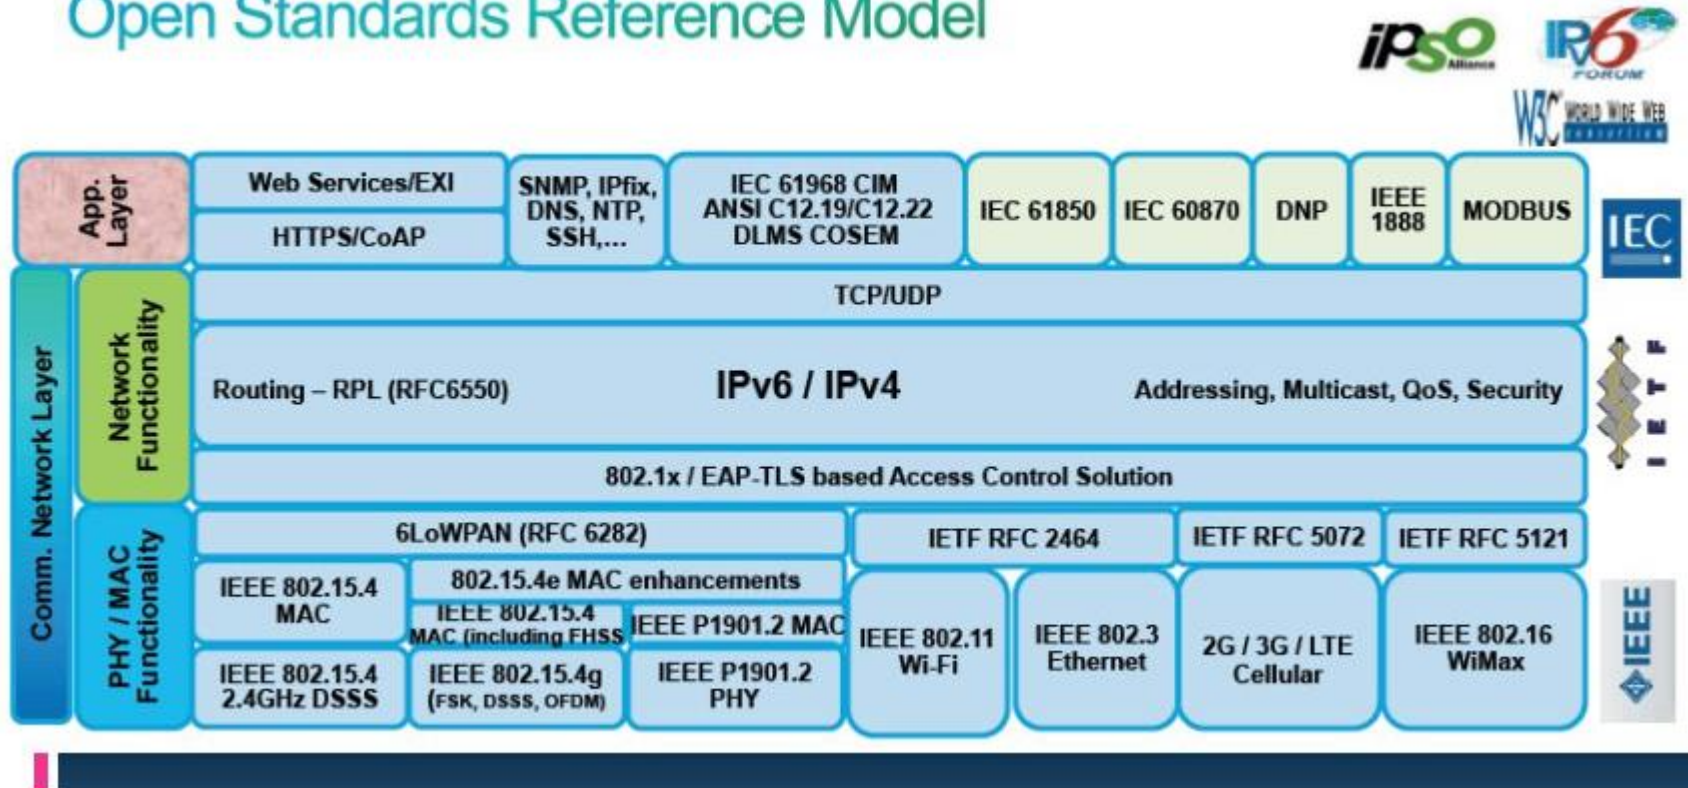 Open Standards Reference Model
iPSO
Alliance
IPv6
FORUM
W3C WORLD WIDE WEB
consortium
App.
Layer
Web Services/EXI
HTTPS/CoAP
SNMP, IPfix,
DNS, NTP,
SSH,...
IEC 61968 CIM
ANSI C12.19/C12.22
DLMS COSEM
IEC 61850
IEC 60870
DNP
IEEE
1888
MODBUS
IEC
Comm. Network Layer
Network
Functionality
TCP/UDP
Routing – RPL (RFC6550)
IPv6 / IPv4
Addressing, Multicast, QoS, Security
802.1x / EAP-TLS based Access Control Solution
IETF
PHY / MAC
Functionality
6LoWPAN (RFC 6282)
IETF RFC 2464
IETF RFC 5072
IETF RFC 5121
IEEE 802.15.4
MAC
802.15.4e MAC enhancements
IEEE 802.15.4
MAC (including FHSS
IEEE P1901.2 MAC
IEEE 802.15.4
2.4GHz DSSS
IEEE 802.15.4g
(FSK, DSSS, OFDM)
IEEE P1901.2
PHY
IEEE 802.11
Wi-Fi
IEEE 802.3
Ethernet
2G / 3G / LTE
Cellular
IEEE 802.16
WiMax
IEEE